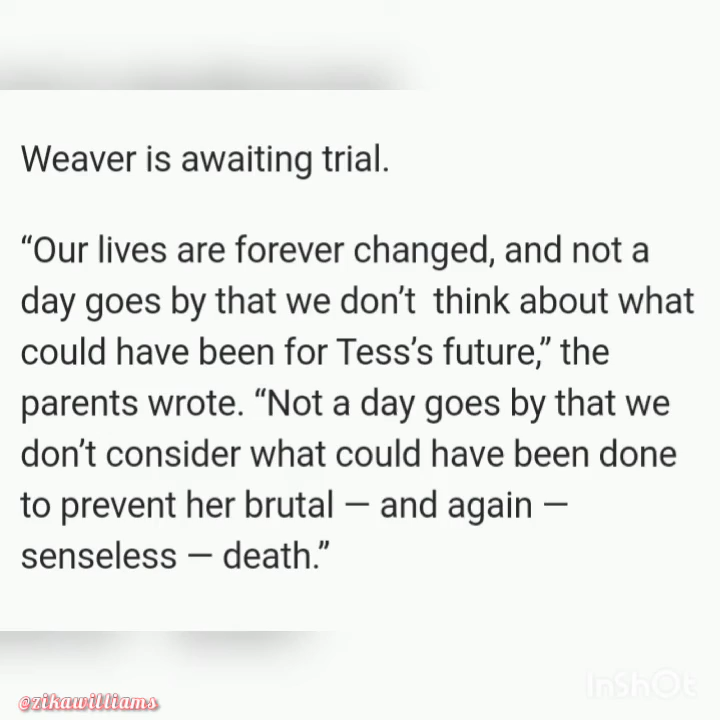 Weaver is awaiting trial.
“Our lives are forever changed, and not a
day goes by that we don’t  think about what
could have been for Tess’s future,” the
parents wrote. “Not a day goes by that we
don’t consider what could have been done
to prevent her brutal — and again —
senseless — death.”
InShOt
@zikawilliams